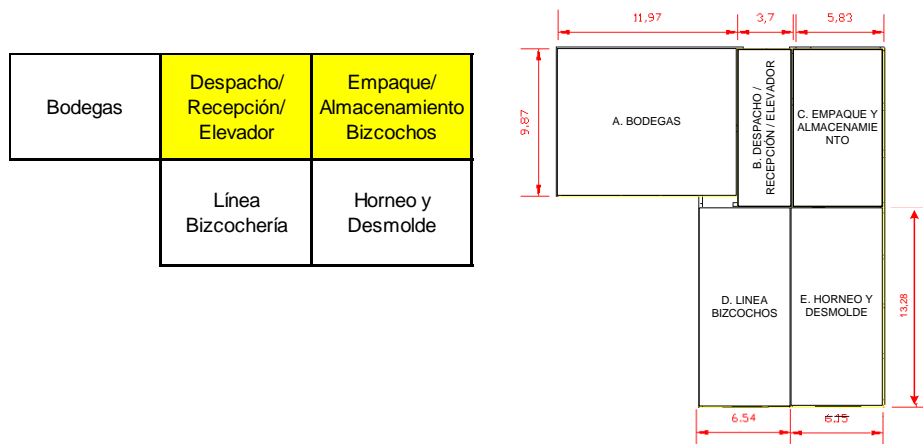 Bodegas
Despacho/
Recepción/
Elevador
Empaque/
Almacenamiento
Bizcochos
Línea
Bizcochería
Horneo y
Desmolde
11,97
3,7
5,83
9,87
A. BODEGAS
B. DESPACHO /
RECEPCIÓN / ELEVADOR
C. EMPAQUE Y
ALMACENAMIE
NTO
D. LINEA
BIZCOCHOS
E. HORNEO Y
DESMOLDE
13,28
6.54
6.15